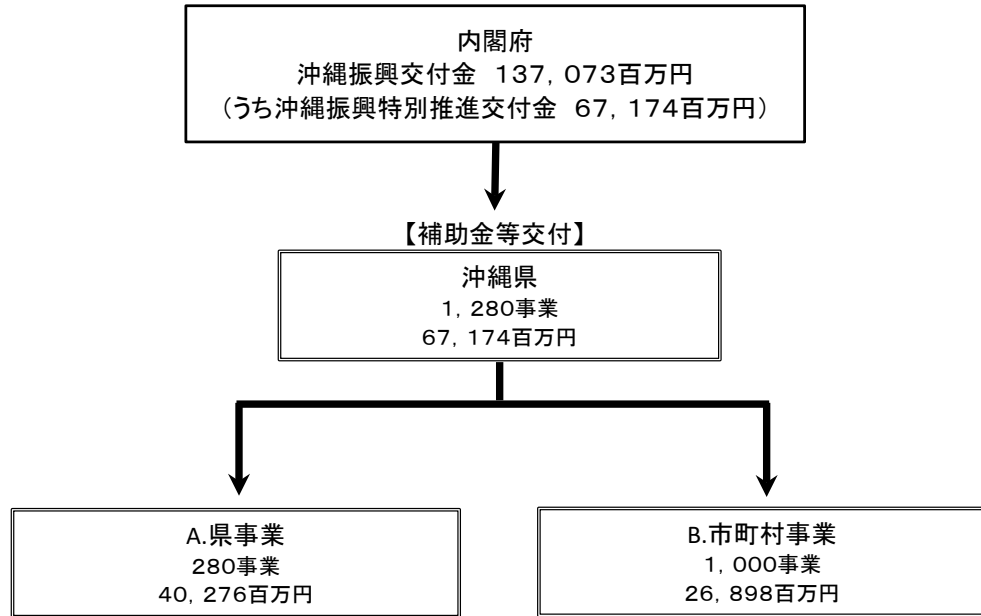 内閣府
沖縄振興交付金　１３７，０７３百万円
（うち沖縄振興特別推進交付金　６７，１７４百万円）
【補助金等交付】
沖縄県
１，２８０事業
６７，１７４百万円
A.県事業
280事業
４０，２７６百万円
B.市町村事業
１，０００事業
２６，８９８百万円